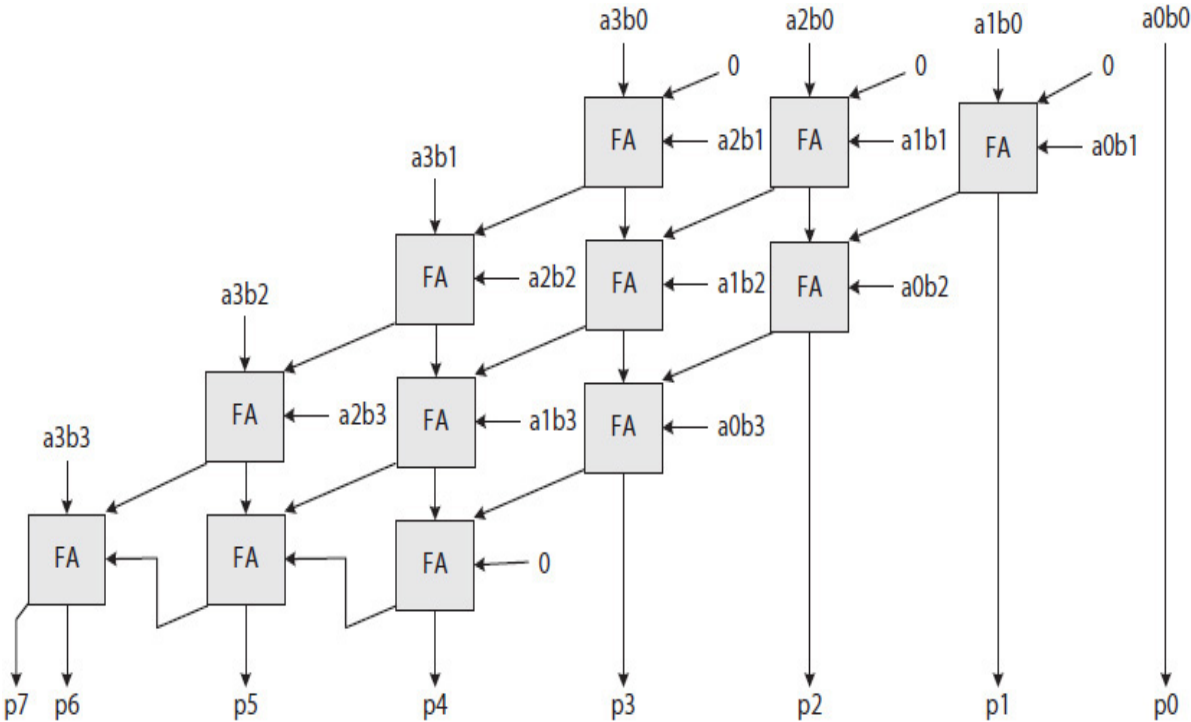 a3b0 a2b0 a1b0 a0b0
0 0 0
FA a2b1 FA a1b1 FA a0b1
a3b1
FA a2b2 FA a1b2 FA a0b2
a3b2
FA a2b3 FA a1b3 FA a0b3
a3b3
FA FA FA 0
p7 p6 p5 p4 p3 p2 p1 p0